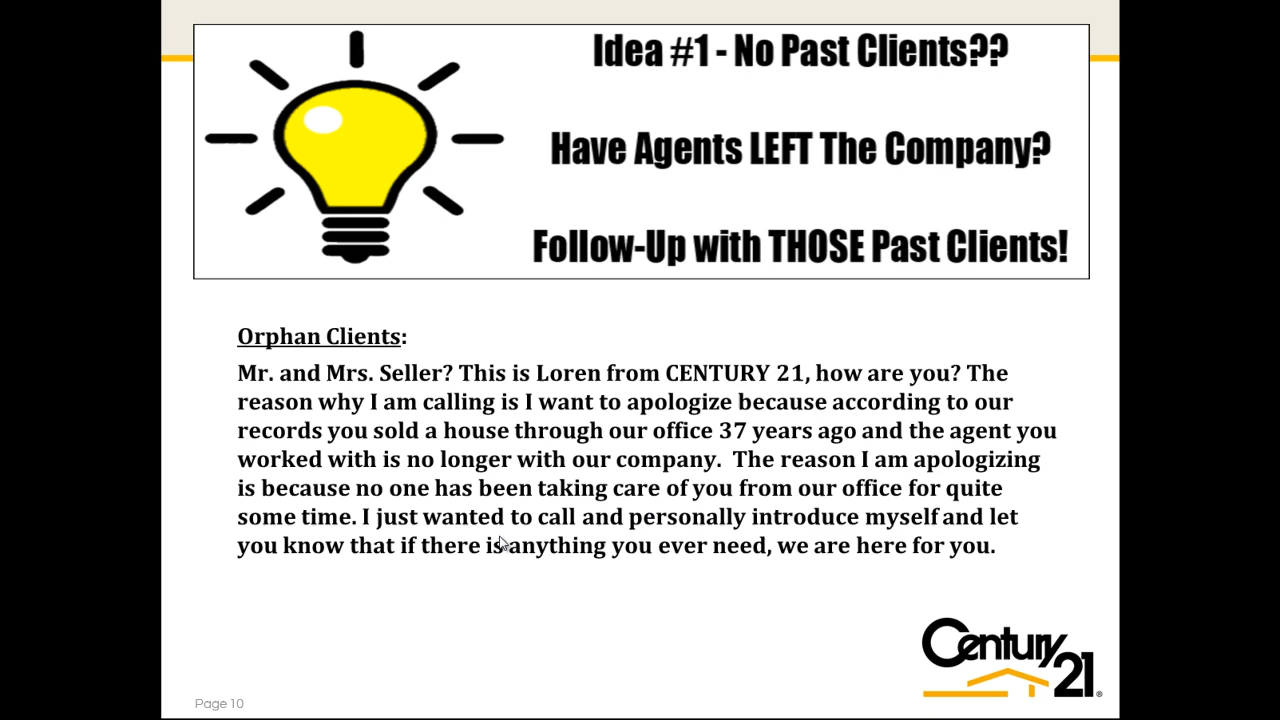 Idea #1 - No Past Clients??
Have Agents LEFT The Company?
Follow-Up with THOSE Past Clients!
Orphan Clients:
Mr. and Mrs. Seller? This is Loren from CENTURY 21, how are you? The
reason why I am calling is I want to apologize because according to our
records you sold a house through our office 37 years ago and the agent you
worked with is no longer with our company.  The reason I am apologizing
is because no one has been taking care of you from our office for quite
some time. I just wanted to call and personally introduce myself and let
you know that if there is anything you ever need, we are here for you.
Century
21®
Page 10